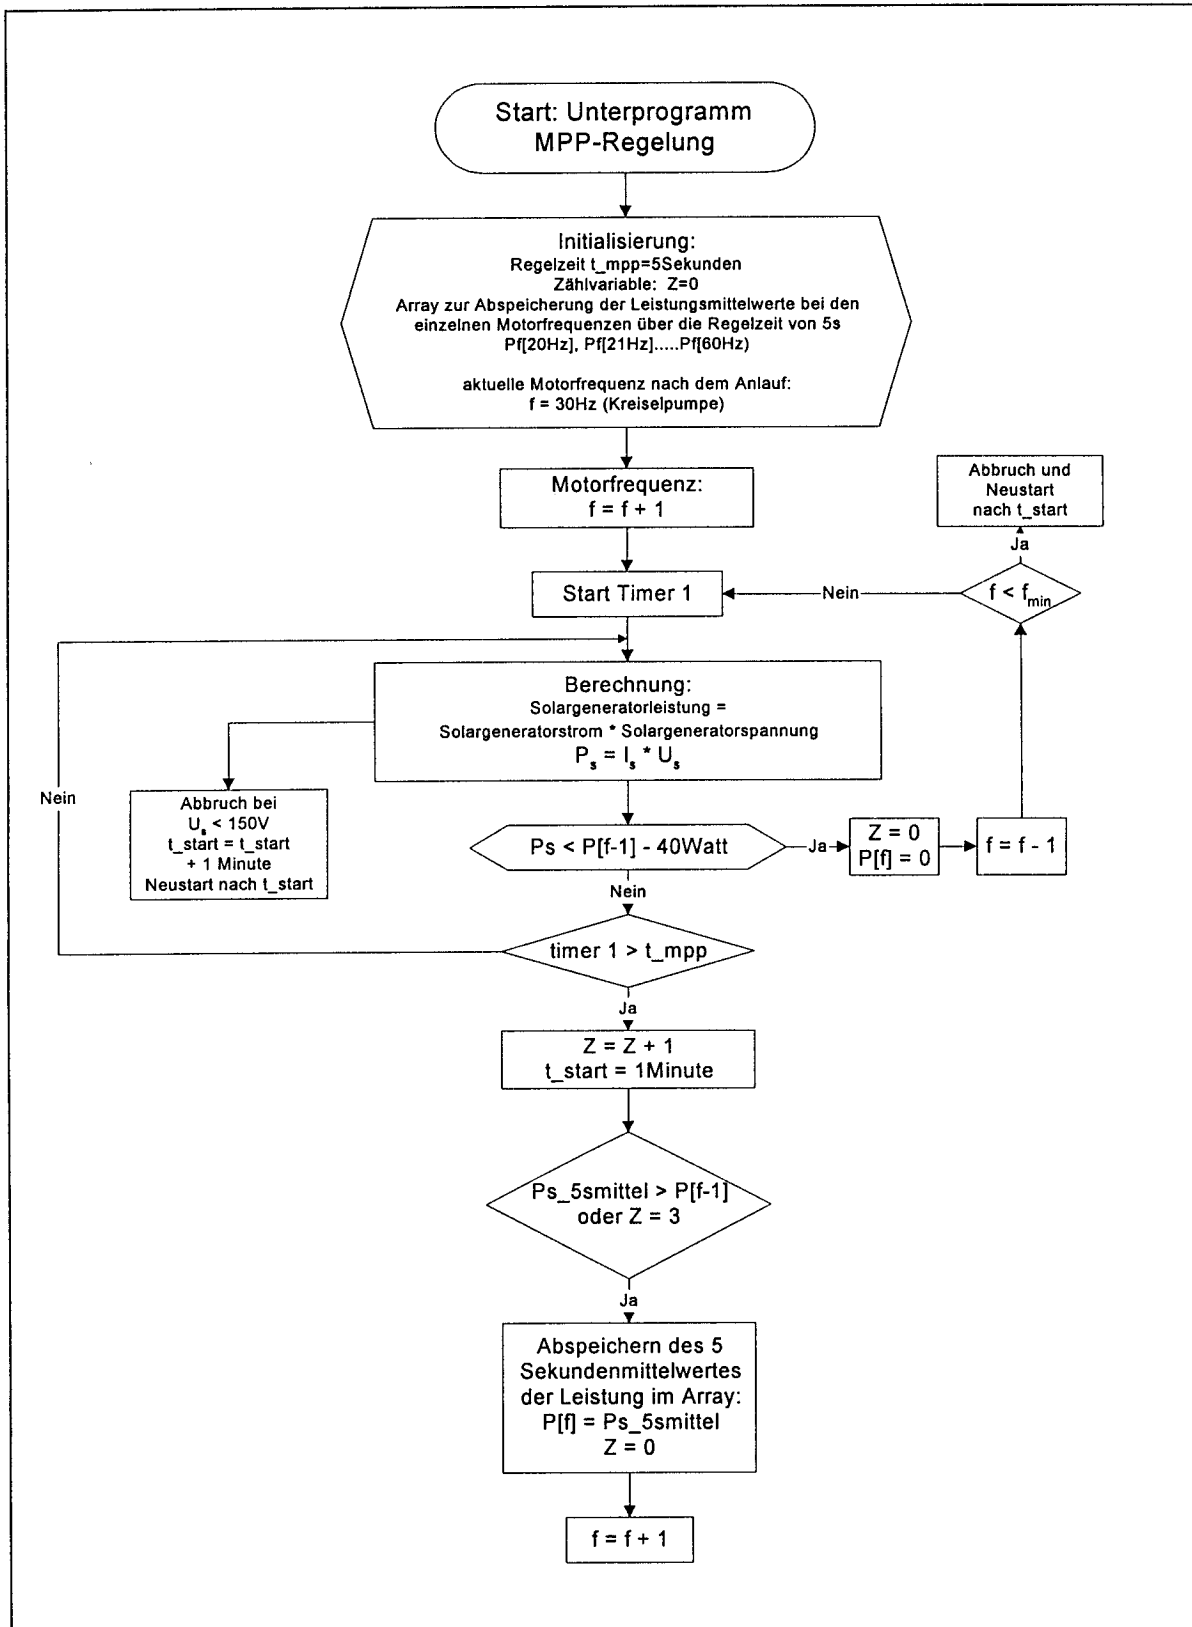 Start: Unterprogramm
MPP-Regelung
Initialisierung:
Regelzeit t_mpp=5Sekunden
Zählvariable: Z=0
Array zur Abspeicherung der Leistungsmittelwerte bei den
einzelnen Motorfrequenzen über die Regelzeit von 5s
Pf[20Hz], Pf[21Hz].....Pf[60Hz)
aktuelle Motorfrequenz nach dem Anlauf:
f = 30Hz (Kreiselpumpe)
Motorfrequenz:
f = f + 1
Abbruch und
Neustart
nach t_start
Ja
Start Timer 1
Nein
f < f_min
Berechnung:
Solargeneratorleistung =
Solargeneratorstrom * Solargeneratorspannung
P_s = I_s * U_s
Nein
Abbruch bei
U_s < 150V
t_start = t_start
+ 1 Minute
Neustart nach t_start
Ps < P[f-1] - 40Watt
Ja
Z = 0
P[f] = 0
f = f - 1
Nein
timer 1 > t_mpp
Ja
Z = Z + 1
t_start = 1Minute
Ps_5smittel > P[f-1]
oder Z = 3
Ja
Abspeichern des 5
Sekundenmittelwertes
der Leistung im Array:
P[f] = Ps_5smittel
Z = 0
f = f + 1